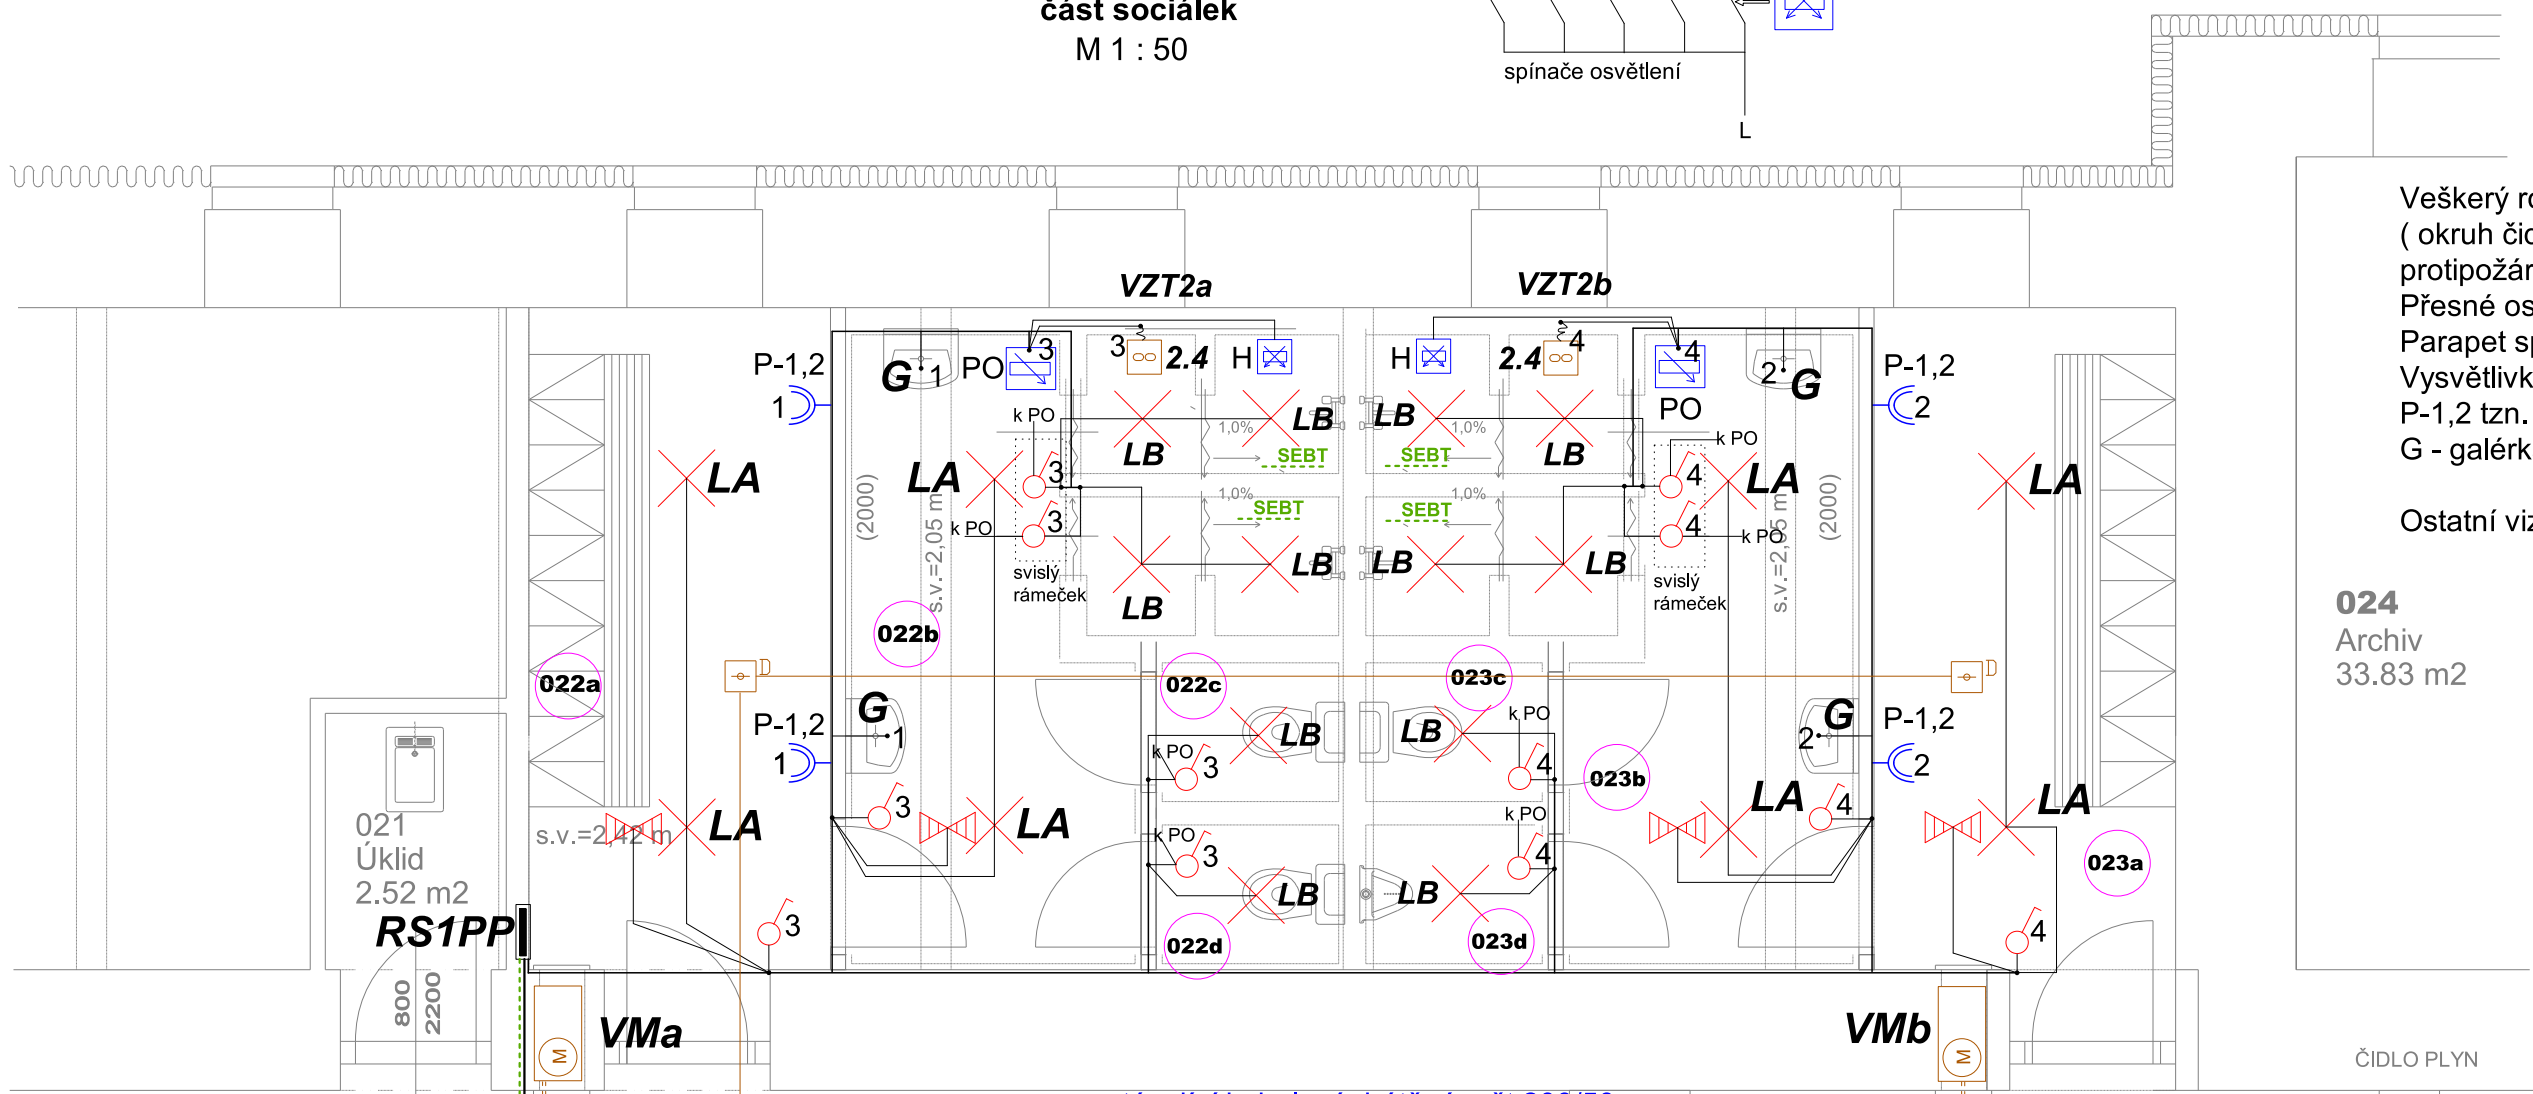 část sociálek
M 1 : 50
spínače osvětlení
L
Veškerý
( okruh
Přesné
Parapet
P-1,2 tzn.
G -
Ostatní
VZT2a
VZT2b
P-1,2
1
G
1
PO
3
3
2.4
H
H
2.4
4
4
PO
2
G
P-1,2
2
k PO
LB
1,0%
LB
SEBT
LB
1,0%
SEBT
LB
k PO
LA
LA
3
4
LA
LA
(2000)
s.v.=2,05 m
1,0%
SEBT
SEBT
1,0%
s.v.=2,05 m
(2000)
k PO
3
4
k PO
svislý
rámeček
LB
LB
LB
LB
svislý
rámeček
022b
022a
D
022c
023c
D
024
Archiv
33.83 m2
P-1,2
1
G
1
k PO
3
LB
LB
k PO
4
023b
2
G
P-1,2
2
021
Úklid
2.52 m2
s.v.=2,42 m
LA
3
LA
k PO
3
LB
LB
k PO
4
LA
4
LA
023a
RS1PP
3
022d
023d
4
800
2200
M
VMa
VMb
M
ČIDLO PLYN